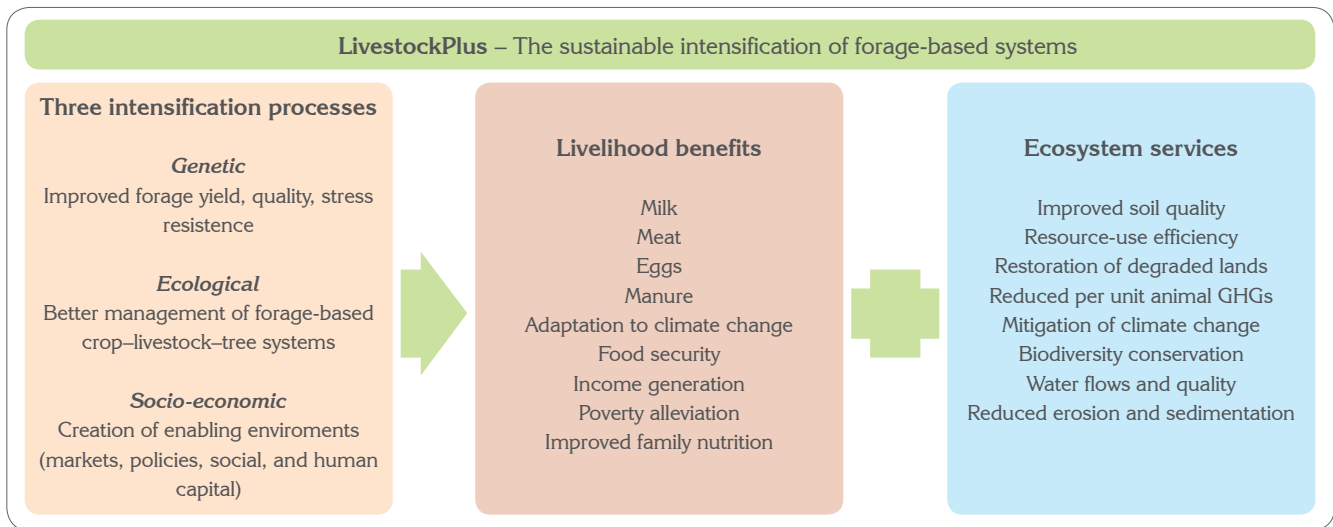 LivestockPlus – The sustainable intensification of forage-based systems
Three intensification processes
Genetic
Improved forage yield, quality, stress
resistence
Ecological
Better management of forage-based
crop–livestock–tree systems
Socio-economic
Creation of enabling enviroments
(markets, policies, social, and human
capital)
Livelihood benefits
Milk
Meat
Eggs
Manure
Adaptation to climate change
Food security
Income generation
Poverty alleviation
Improved family nutrition
Ecosystem services
Improved soil quality
Resource-use efficiency
Restoration of degraded lands
Reduced per unit animal GHGs
Mitigation of climate change
Biodiversity conservation
Water flows and quality
Reduced erosion and sedimentation